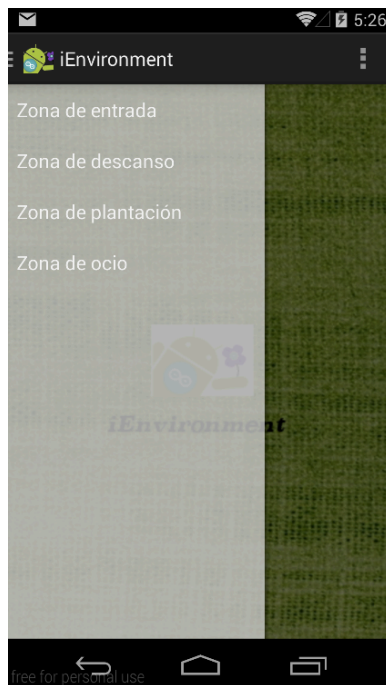 5:26
iEnvironment
Zona de entrada
Zona de descanso
Zona de plantación
Zona de ocio
iEnvironment
free for personal use